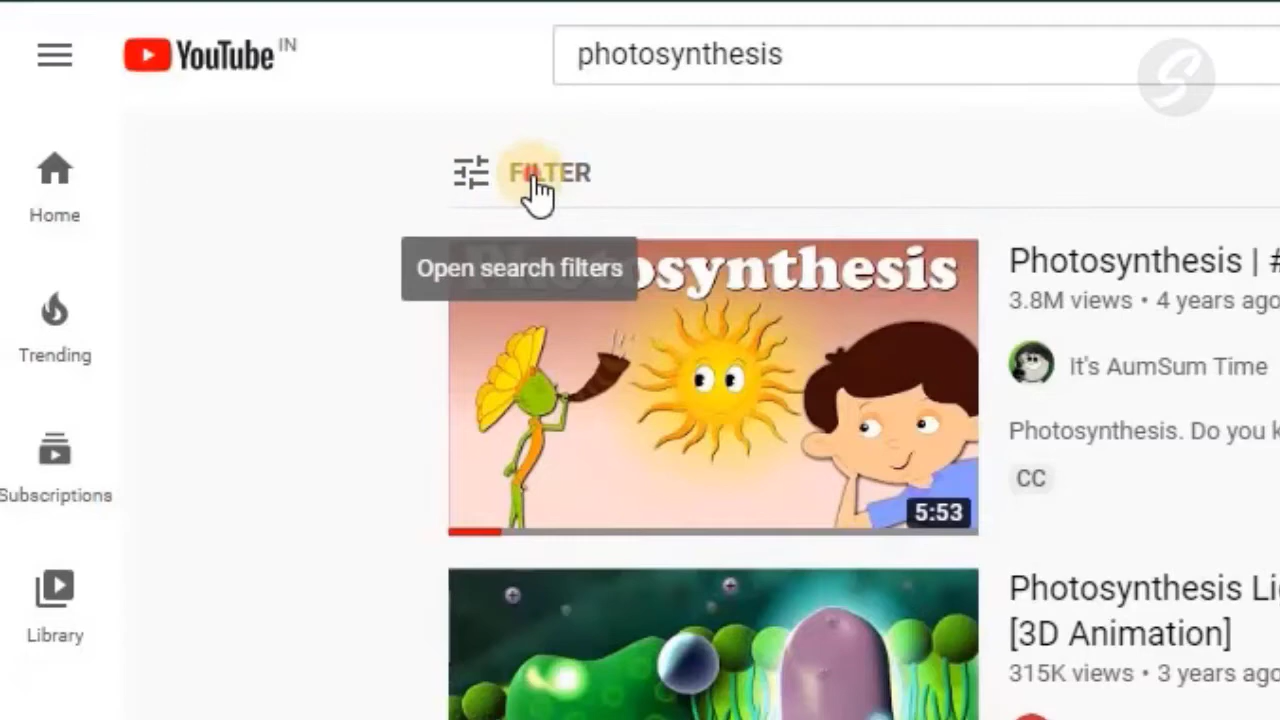 YouTube IN
photosynthesis
FILTER
Home
Open search filters
osynthesis
Photosynthesis | #
3.8M views • 4 years ago
Trending
It's AumSum Time
Photosynthesis. Do you k
CC
Subscriptions
5:53
Library
Photosynthesis Li
[3D Animation]
315K views • 3 years ago